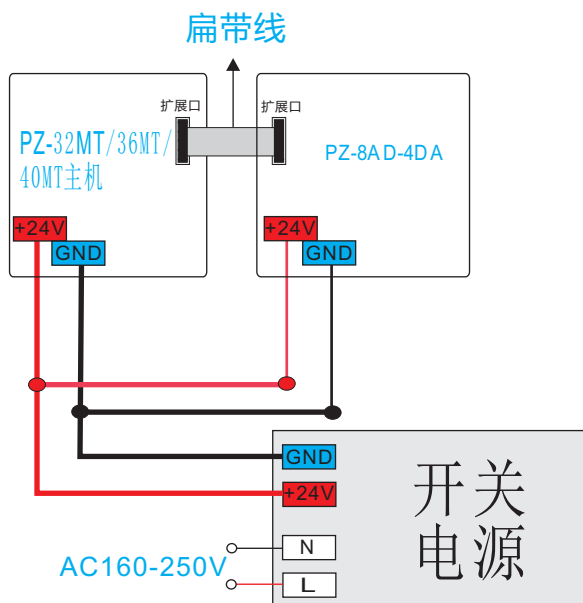 扁带线
扩展口
扩展口
PZ-32MT/36MT/
40MT主机
PZ-8AD-4DA
+24V
GND
+24V
GND
GND
+24V
开关
电源
N
AC160-250V
L